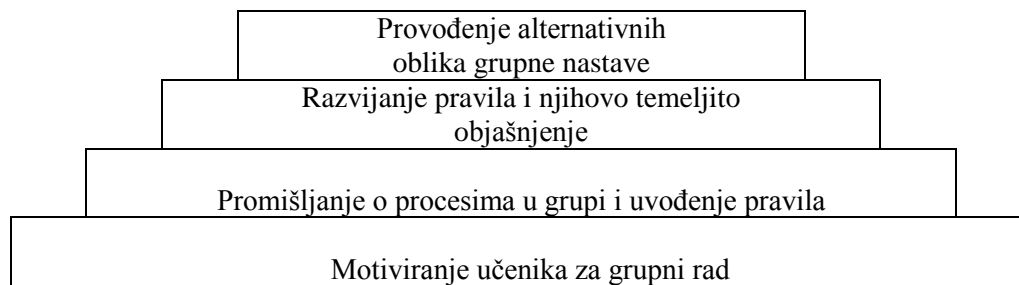 Provođenje alternativnih
oblika grupne nastave
Razvijanje pravila i njihovo temeljito
objašnjenje
Promišljanje o procesima u grupi i uvođenje pravila
Motiviranje učenika za grupni rad